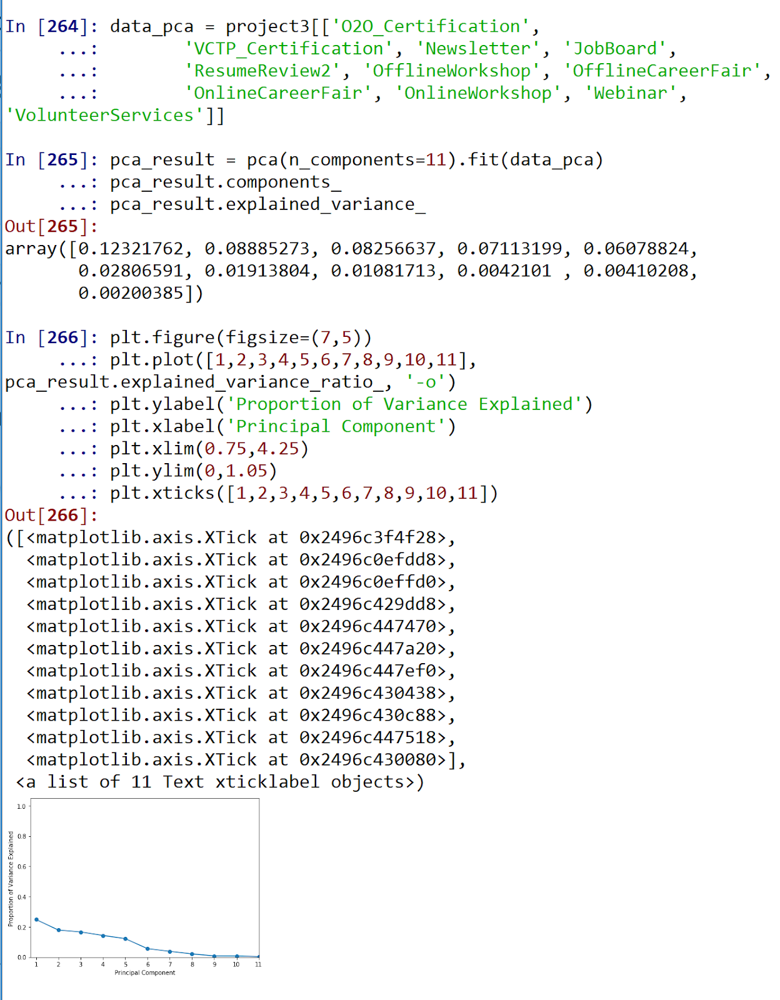 In [264]: data_pca = project3[['O2O_Certification',
...: 'VCTP_Certification', 'Newsletter', 'JobBoard',
...: 'ResumeReview2', 'OfflineWorkshop', 'OfflineCareerFair',
...: 'OnlineCareerFair', 'OnlineWorkshop', 'Webinar',
'VolunteerServices']]
In [265]: pca_result = pca(n_components=11).fit(data_pca)
...: pca_result.components_
...: pca_result.explained_variance_
Out[265]:
array([0.12321762, 0.08885273, 0.08256637, 0.07113199, 0.06078824,
0.02806591, 0.01913804, 0.01081713, 0.0042101 , 0.00410208,
0.00200385])
In [266]: plt.figure(figsize=(7,5))
...: plt.plot([1,2,3,4,5,6,7,8,9,10,11],
pca_result.explained_variance_ratio_, '-o')
...: plt.ylabel('Proportion of Variance Explained')
...: plt.xlabel('Principal Component')
...: plt.xlim(0.75,4.25)
...: plt.ylim(0,1.05)
...: plt.xticks([1,2,3,4,5,6,7,8,9,10,11])
Out[266]:
([<matplotlib.axis.XTick at 0x2496c3f4f28>,
<matplotlib.axis.XTick at 0x2496c0efdd8>,
<matplotlib.axis.XTick at 0x2496c0effd0>,
<matplotlib.axis.XTick at 0x2496c429dd8>,
<matplotlib.axis.XTick at 0x2496c447470>,
<matplotlib.axis.XTick at 0x2496c447a20>,
<matplotlib.axis.XTick at 0x2496c447ef0>,
<matplotlib.axis.XTick at 0x2496c430438>,
<matplotlib.axis.XTick at 0x2496c430c88>,
<matplotlib.axis.XTick at 0x2496c447518>,
<matplotlib.axis.XTick at 0x2496c430080>],
<a list of 11 Text xticklabel objects>)
Proportion of Variance Explained
1.0
0.8
0.6
0.4
0.2
0.0
1 2 3 4 5 6 7 8 9 10 11
Principal Component